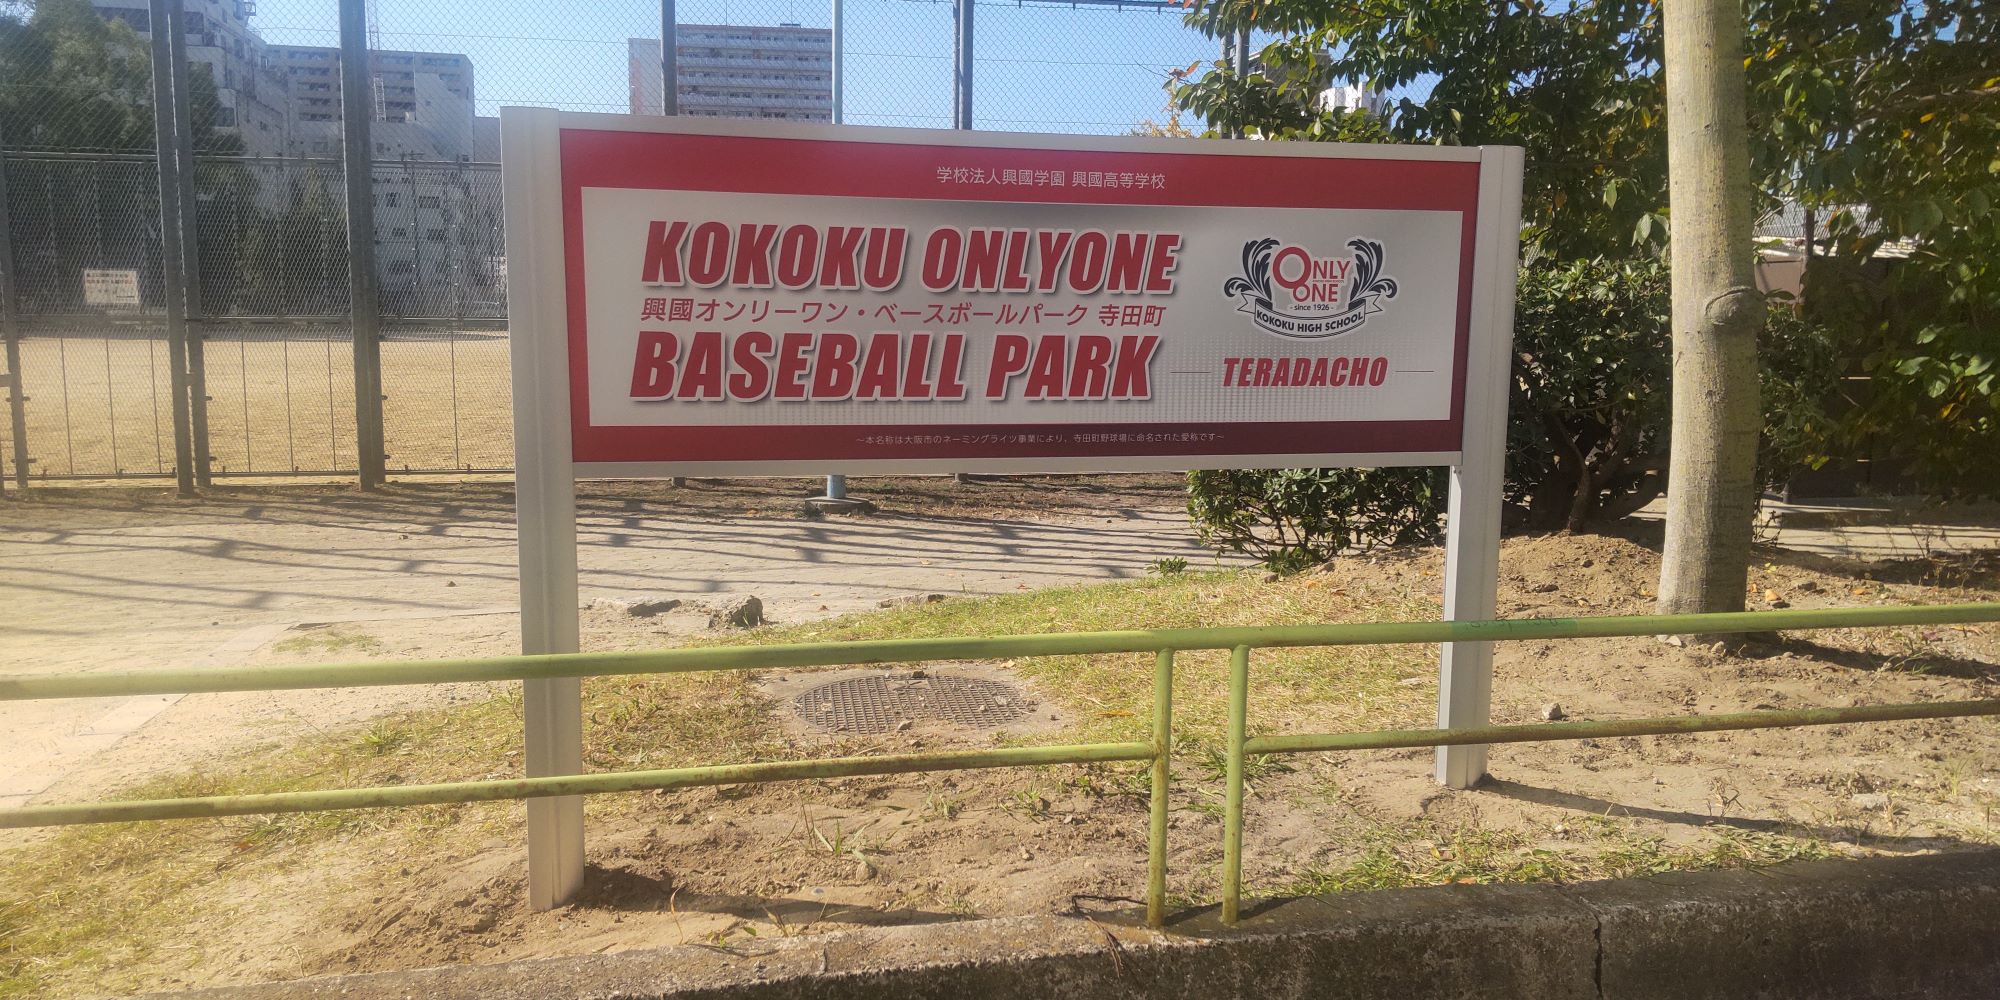 学校法人興國学園 興國高等学校
KOKOKU ONLYONE
興國オンリーワン・ベースボールパーク 寺田町
BASEBALL PARK
ONLY
ONE
- since 1926 -
KOKOKU HIGH SCHOOL
TERADACHO
～本名称は大阪市のネーミングライツ事業により、寺田町野球場に命名された愛称です～